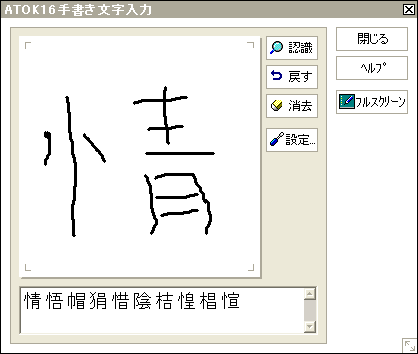 ATOK16手書き文字入力
情
認識
戻す
消去
設定...
閉じる
ﾍﾙﾌﾟ
フルスクリーン
情悟帽狷惜陰桔惶椙愃